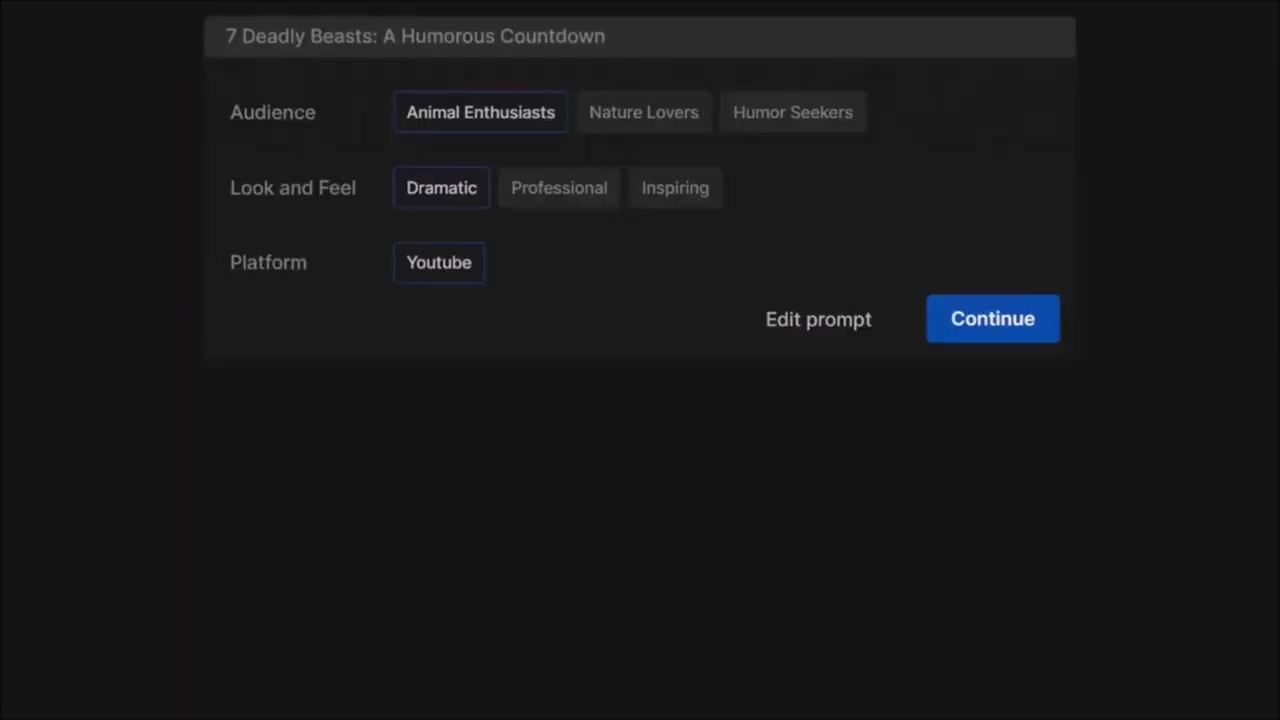 7 Deadly Beasts: A Humorous Countdown
Audience Animal Enthusiasts Nature Lovers Humor Seekers
Look and Feel Dramatic Professional Inspiring
Platform Youtube
Edit prompt Continue